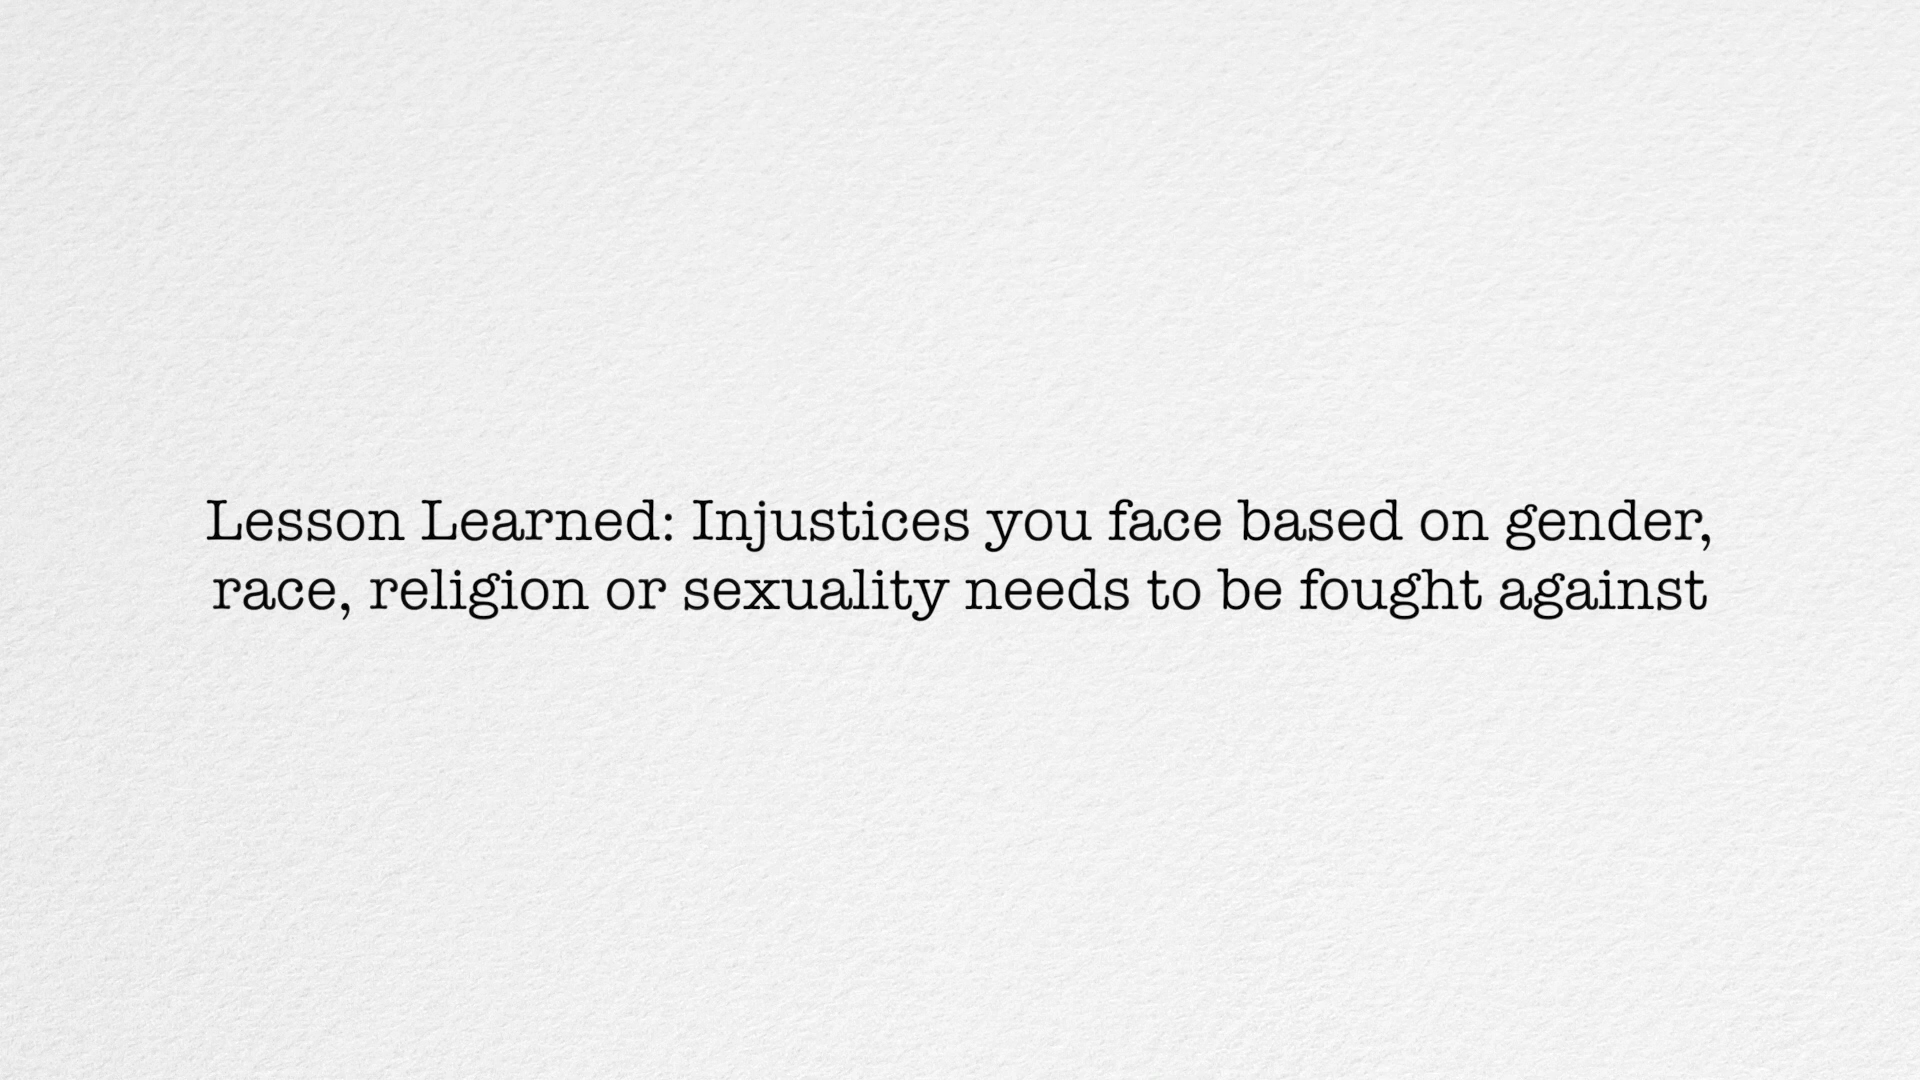 Lesson Learned: Injustices you face based on gender,
race, religion or sexuality needs to be fought against